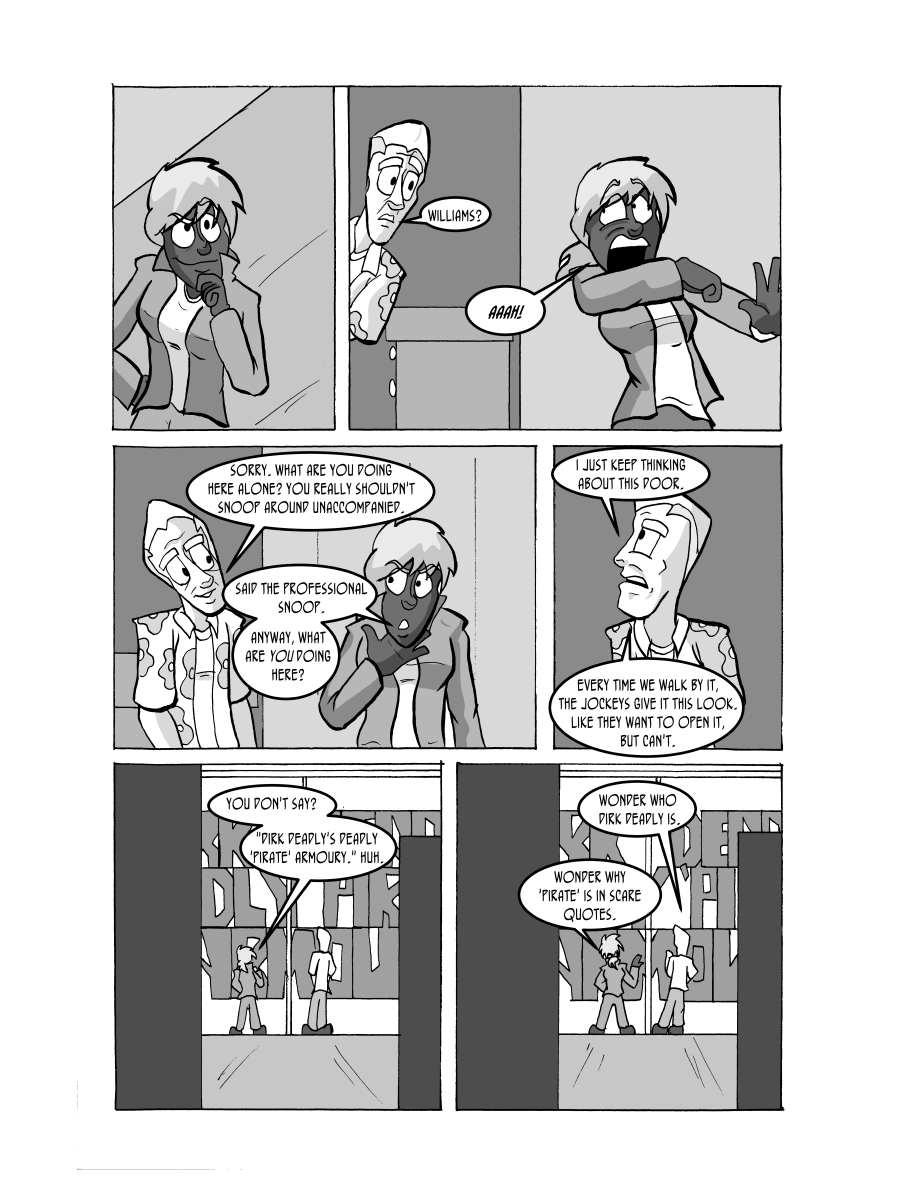 WILLIAMS?
AAAH!
SORRY. WHAT ARE YOU DOING
HERE ALONE? YOU REALLY SHOULDN'T
SNOOP AROUND UNACCOMPANIED.
SAID THE PROFESSIONAL
SNOOP.
ANYWAY, WHAT
ARE YOU DOING
HERE?
I JUST KEEP THINKING
ABOUT THIS DOOR.
EVERY TIME WE WALK BY IT,
THE JOCKEYS GIVE IT THIS LOOK.
LIKE THEY WANT TO OPEN IT,
BUT CAN'T.
YOU DON'T SAY?
"DIRK DEADLY'S DEADLY
'PIRATE' ARMOURY." HUH.
WONDER WHO
DIRK DEADLY IS.
WONDER WHY
'PIRATE' IS IN SCARE
QUOTES.